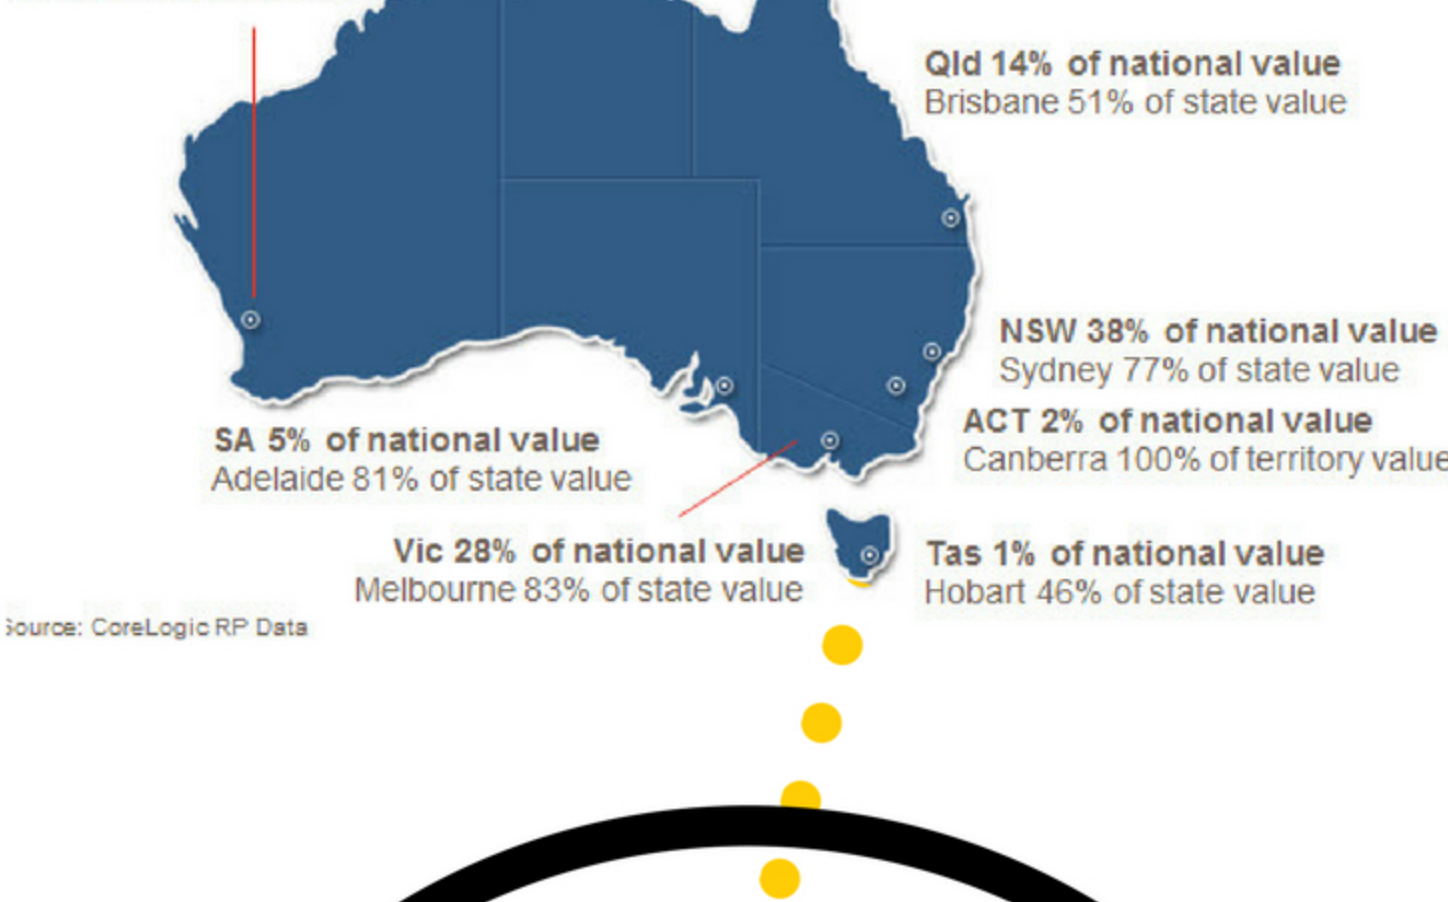 Qld 14% of national value
Brisbane 51% of state value
NSW 38% of national value
Sydney 77% of state value
ACT 2% of national value
Canberra 100% of territory value
SA 5% of national value
Adelaide 81% of state value
Vic 28% of national value
Melbourne 83% of state value
Tas 1% of national value
Hobart 46% of state value
Source: CoreLogic RP Data